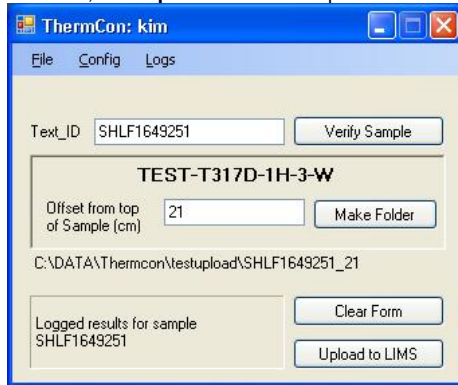 ThermCon: kim
File Config Logs
Text_ID SHLF1649251 Verify Sample
TEST-T317D-1H-3-W
Offset from top
of Sample (cm) 21 Make Folder
C:\DATA\Thermcon\testupload\SHLF1649251_21
Clear Form
Logged results for sample
SHLF1649251
Upload to LIMS